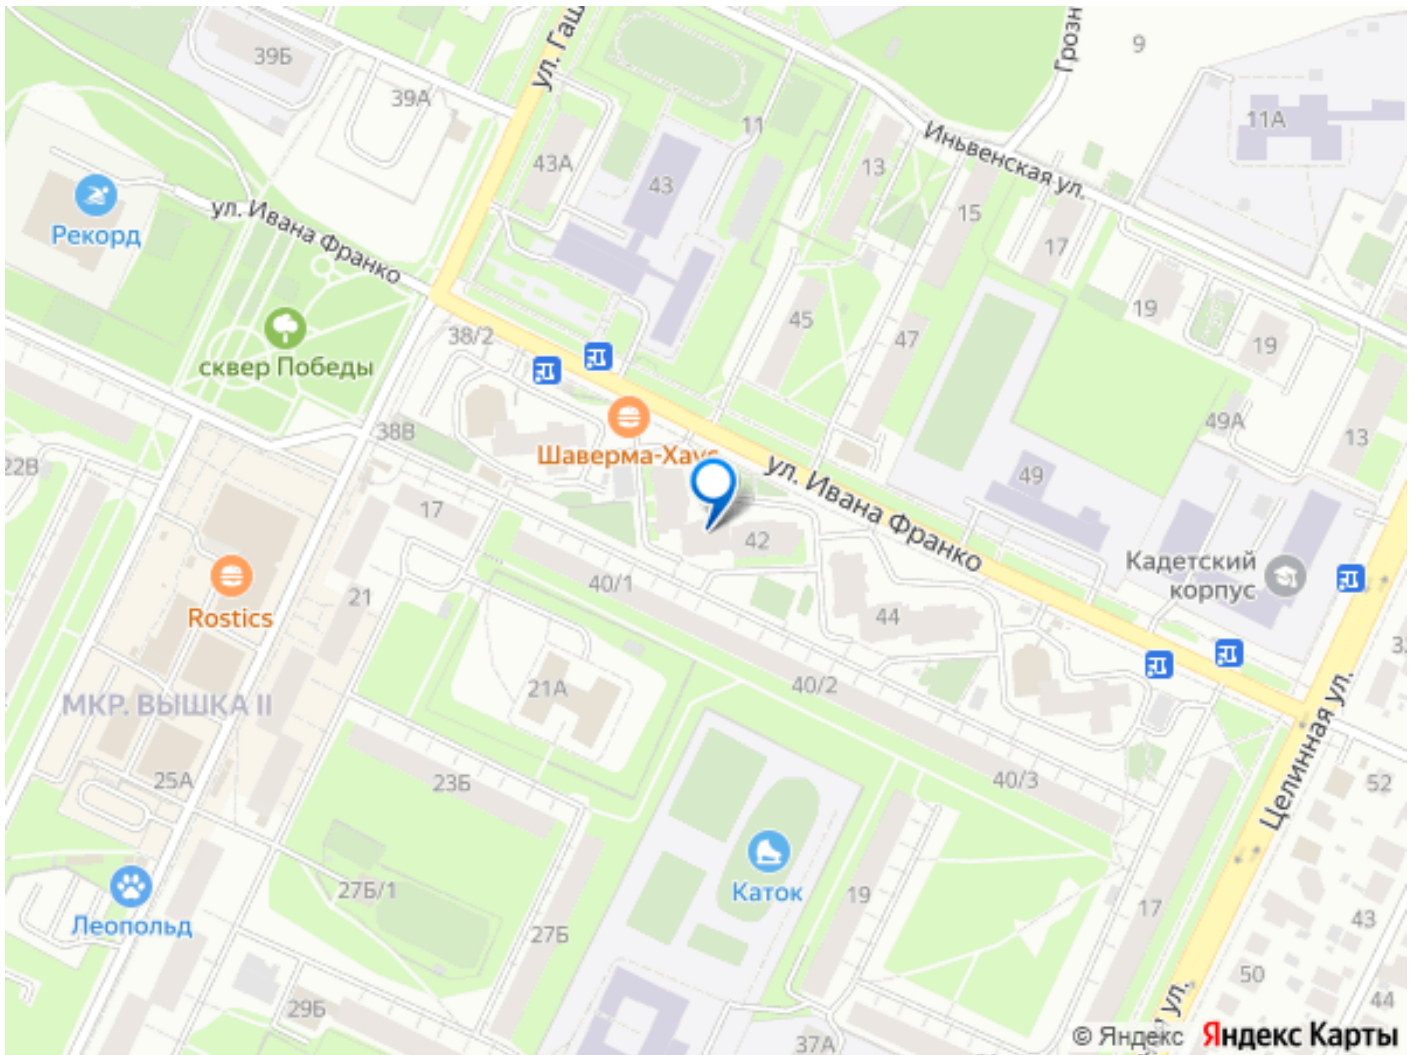 39Б
39А
ул. Гаш
11
43А
43
13
Иньвенская ул.
Грозн
9
11А
15
17
19
19
Рекорд
ул. Ивана Франко
сквер Победы
38/2
45
47
49А
13
38В
Шаверма-Хаус
ул. Ивана Франко
49
22В
17
42
Кадетский
корпус
40/1
44
Rostics
21
21А
40/2
МКР. ВЫШКА II
25А
23Б
40/3
Целинная ул.
52
Каток
27Б/1
27Б
19
17
43
Леопольд
50
44
29Б
37А
ул.
© Яндекс Яндекс Карты